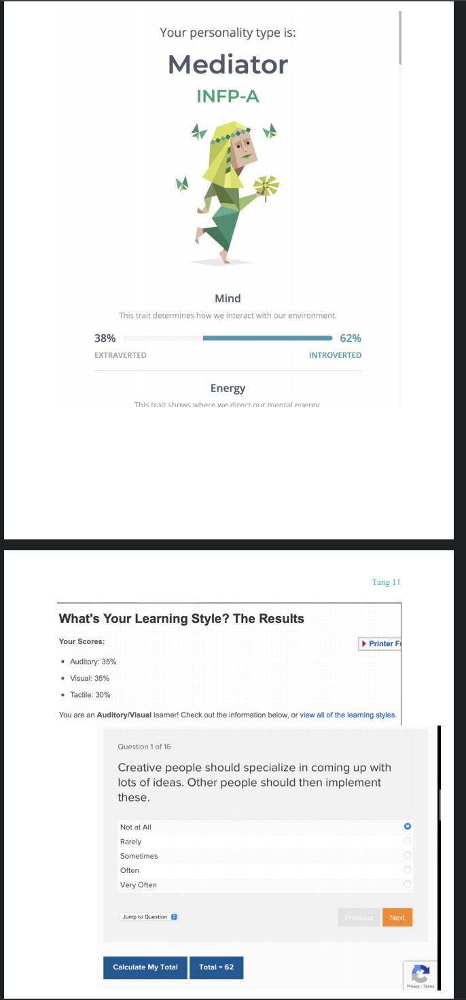 Your personality type is:
Mediator
INFP-A
Mind
This trait determines how we interact with our environment.
38%
62%
EXTRAVERTED
INTROVERTED
Energy
This trait shows where we direct our mental energy
Tang 11
What's Your Learning Style? The Results
Your Scores:
Printer F
• Auditory: 35%
• Visual: 35%
• Tactile: 30%
You are an Auditory/Visual learner! Check out the information below, or view all of the learning styles.
Question 1 of 16
Creative people should specialize in coming up with
lots of ideas. Other people should then implement
these.
Not at All
Rarely
Sometimes
Often
Very Often
Jump to Question
Previous
Next
Calculate My Total
Total = 62
Privacy - Terms